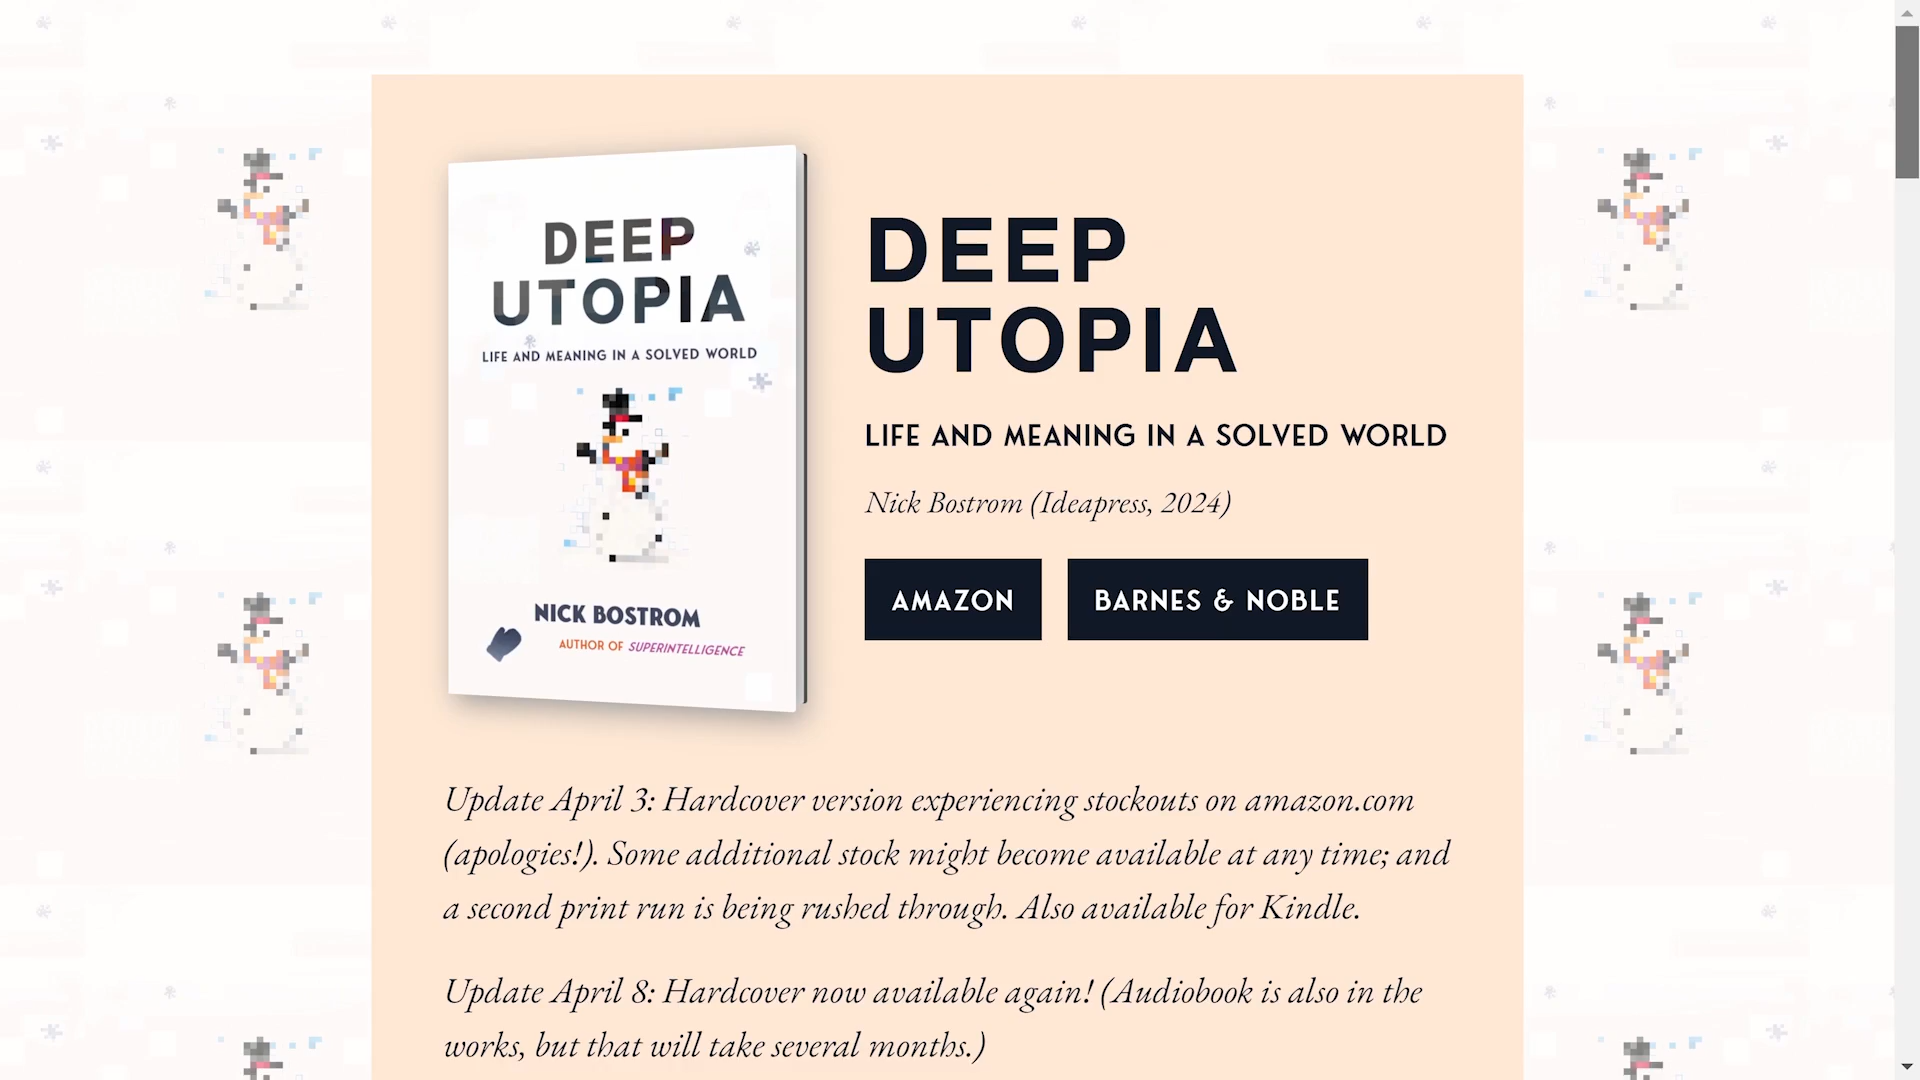 DEEP
UTOPIA
LIFE AND MEANING IN A SOLVED WORLD
NICK BOSTROM
AUTHOR OF SUPERINTELLIGENCE
DEEP
UTOPIA
LIFE AND MEANING IN A SOLVED WORLD
Nick Bostrom (Ideapress, 2024)
AMAZON
BARNES & NOBLE
Update April 3: Hardcover version experiencing stockouts on amazon.com
(apologies!). Some additional stock might become available at any time; and
a second print run is being rushed through. Also available for Kindle.
Update April 8: Hardcover now available again! (Audiobook is also in the
works, but that will take several months.)